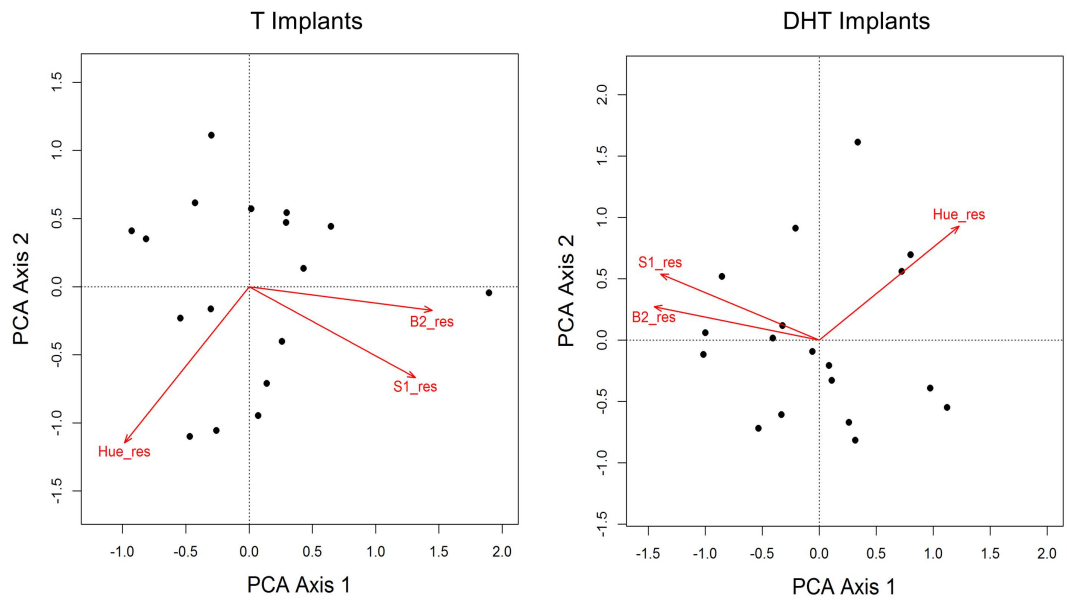 T Implants
1.5
1.0
0.5
0.0
-0.5
-1.0
-1.5
PCA Axis 2
B2_res
S1_res
Hue_res
-1.0 -0.5 0.0 0.5 1.0 1.5 2.0
PCA Axis 1
DHT Implants
2.0
1.5
1.0
0.5
0.0
-0.5
-1.0
-1.5
PCA Axis 2
Hue_res
S1_res
B2_res
-1.5 -1.0 -0.5 0.0 0.5 1.0 1.5 2.0
PCA Axis 1